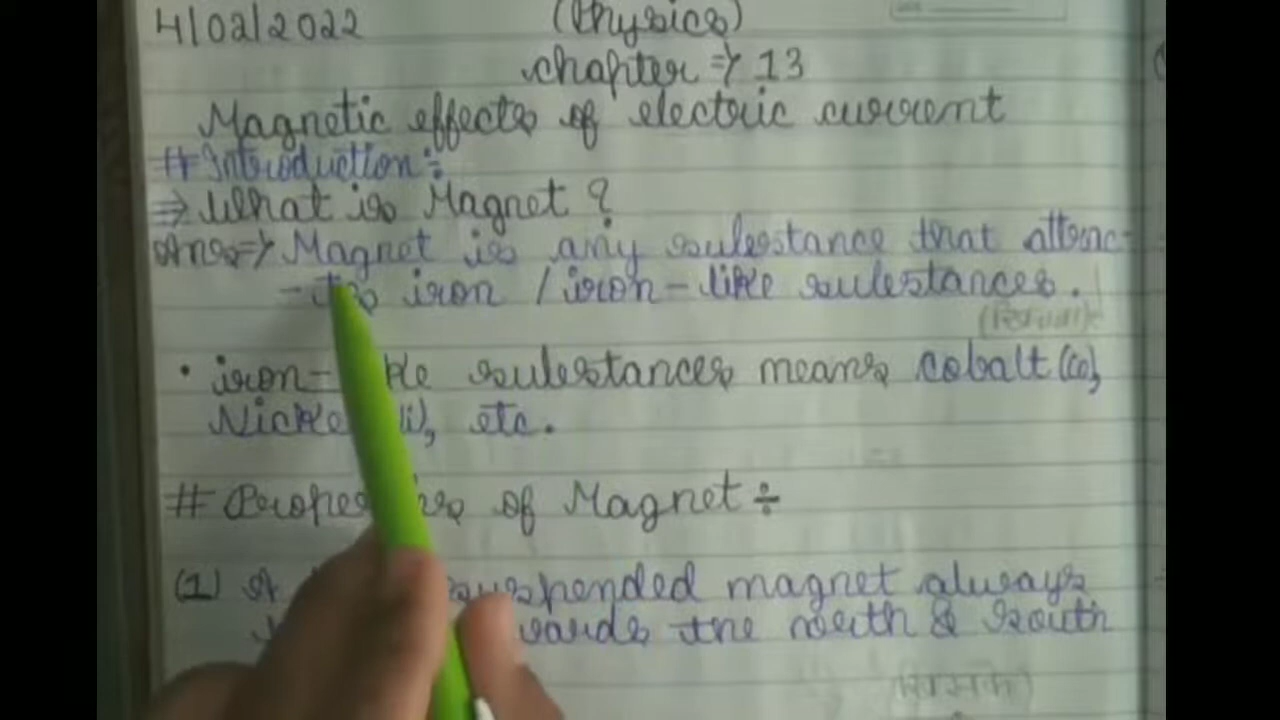 4/02/2022
(Physics)
chapter ⇒ 13
Magnetic effects of electric current
# Introduction÷
⇒ What is Magnet ?
Ans ⇒ Magnet is any substance that attrac-
-ts iron / iron-like substances.
• iron- substances means cobalt (Co),
etc.
# of Magnet ÷
(1) A suspended magnet always
the north & south